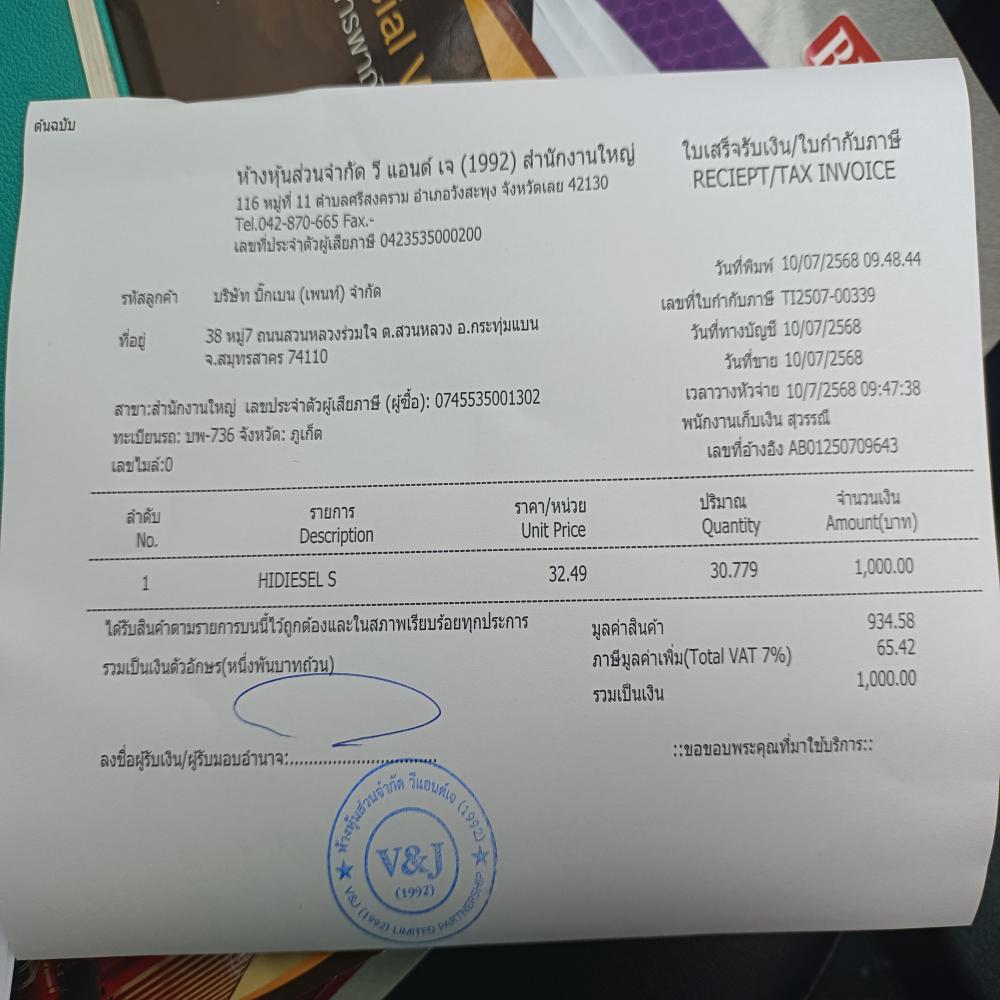 cial V
ารพา
ต้นฉบับ
ห้างหุ้นส่วนจำกัด วี แอนด์ เจ (1992) สำนักงานใหญ่
116 หมู่ที่ 11 ตำบลศรีสงคราม อำเภอวังสะพุง จังหวัดเลย 42130
Tel.042-870-665 Fax.-
เลขที่ประจำตัวผู้เสียภาษี 0423535000200
ใบเสร็จรับเงิน/ใบกำกับภาษี
RECIEPT/TAX INVOICE
วันที่พิมพ์ 10/07/2568 09.48.44
รหัสลูกค้า บริษัท บิ๊กเบน (เพนท์) จำกัด
เลขที่ใบกำกับภาษี TI2507-00339
ที่อยู่ 38 หมู่7 ถนนสวนหลวงร่วมใจ ต.สวนหลวง อ.กระทุ่มแบน
จ.สมุทรสาคร 74110
วันที่ทางบัญชี 10/07/2568
วันที่ขาย 10/07/2568
เวลาวางหัวจ่าย 10/7/2568 09:47:38
สาขา:สำนักงานใหญ่ เลขประจำตัวผู้เสียภาษี (ผู้ซื้อ): 0745535001302
พนักงานเก็บเงิน สุวรรณี
ทะเบียนรถ: บพ-736 จังหวัด: ภูเก็ต
เลขที่อ้างอิง AB01250709643
เลขไมล์:0
ลำดับ รายการ ราคา/หน่วย ปริมาณ จำนวนเงิน
No. Description Unit Price Quantity Amount(บาท)
1 HIDIESEL S 32.49 30.779 1,000.00
ได้รับสินค้าตามรายการบนนี้ไว้ถูกต้องและในสภาพเรียบร้อยทุกประการ
มูลค่าสินค้า 934.58
รวมเป็นเงินตัวอักษร(หนึ่งพันบาทถ้วน)
ภาษีมูลค่าเพิ่ม(Total VAT 7%) 65.42
รวมเป็นเงิน 1,000.00
ลงชื่อผู้รับเงิน/ผู้รับมอบอำนาจ:..............................
::ขอขอบพระคุณที่มาใช้บริการ::
ห้างหุ้นส่วนจำกัด วีแอนด์เจ (1992)
V&J
(1992)
V&J (1992) LIMITED PARTNERSHIP